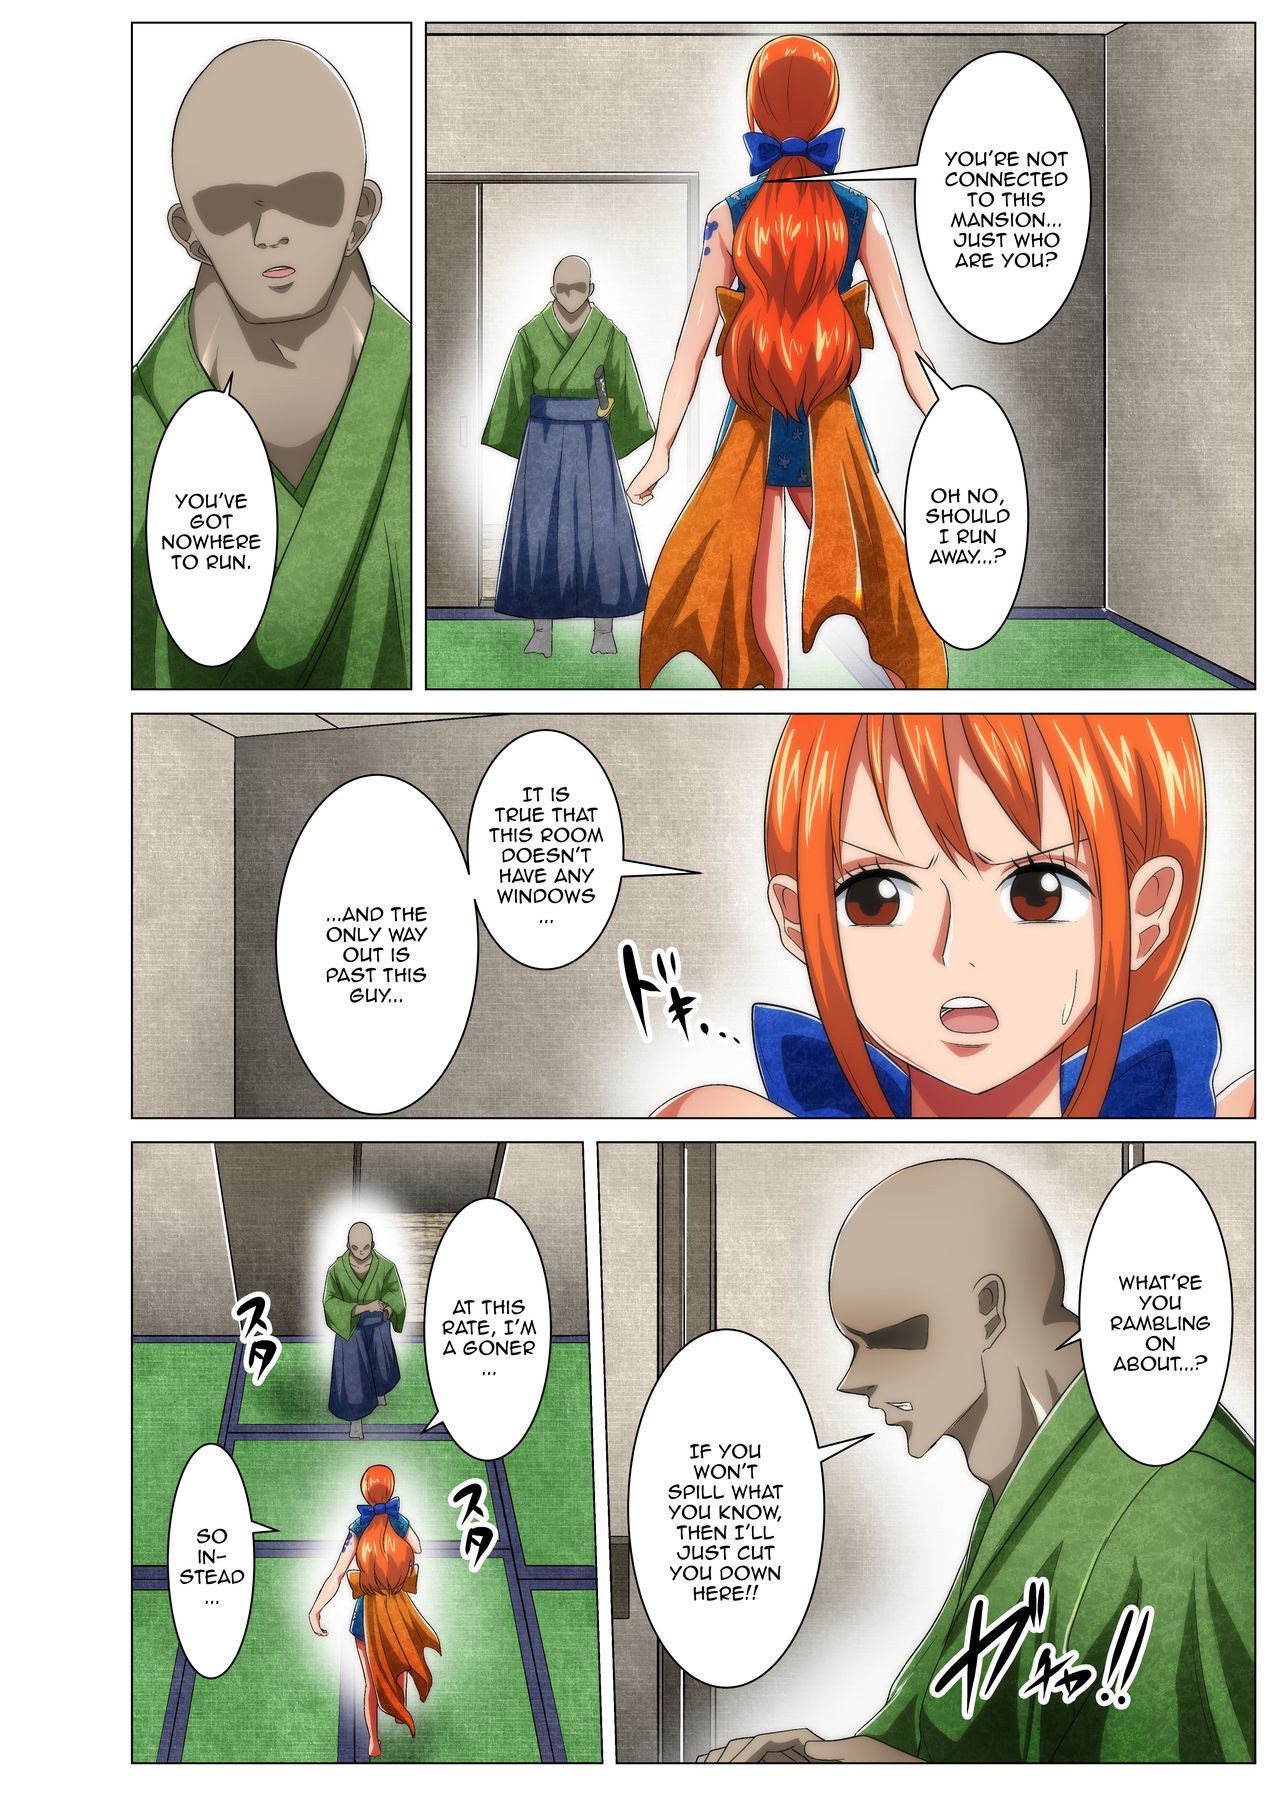 YOU'RE NOT
CONNECTED
TO THIS
MANSION...
JUST WHO
ARE YOU?
OH NO,
SHOULD
I RUN
AWAY...?
YOU'VE
GOT
NOWHERE
TO RUN.
IT IS
TRUE THAT
THIS ROOM
DOESN'T
HAVE ANY
WINDOWS
...
...AND THE
ONLY WAY
OUT IS
PAST THIS
GUY...
ドキ...
WHAT'RE
YOU
RAMBLING
ON
ABOUT...?
IF YOU
WON'T
SPILL WHAT
YOU KNOW,
THEN I'LL
JUST CUT
YOU DOWN
HERE!!
ガチャ!!
AT THIS
RATE, I'M
A GONER
...
スタ
スタ
SO
IN-
STEAD
...